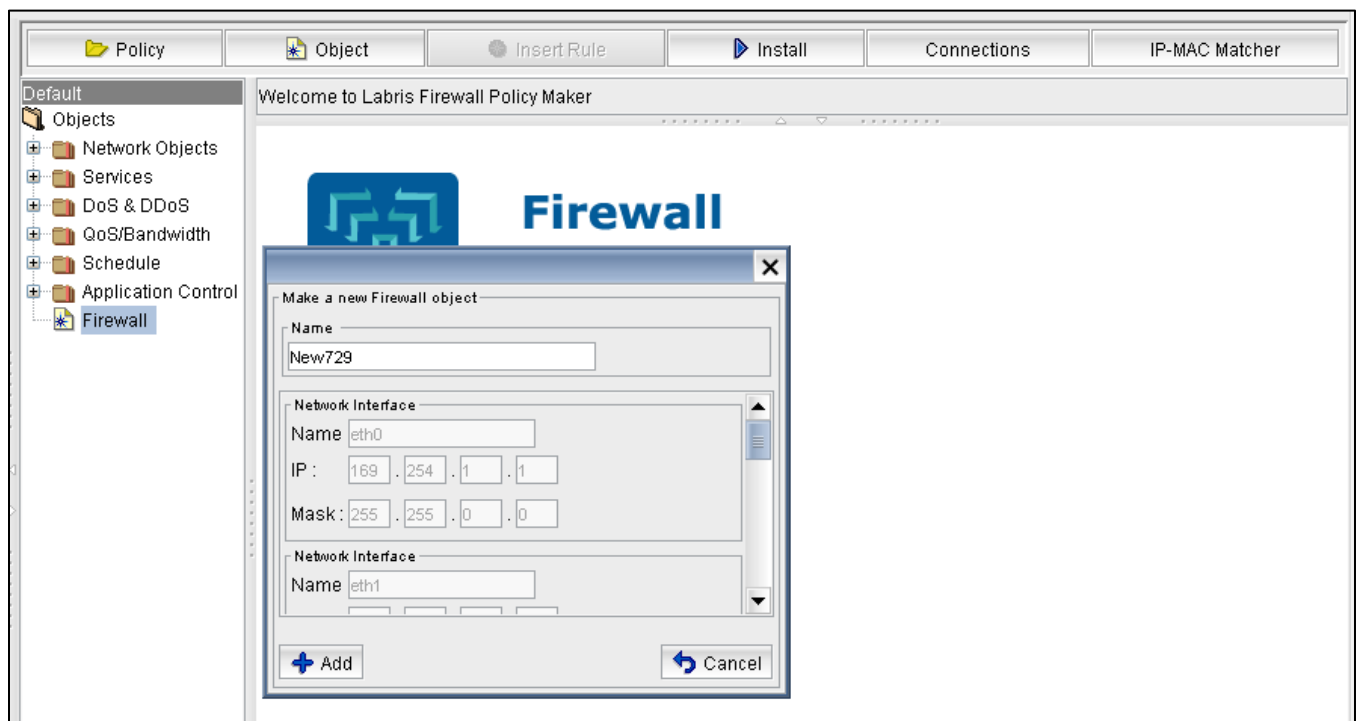 Policy Object Insert Rule Install Connections IP-MAC Matcher
Default
Objects
Network Objects
Services
DoS & DDoS
QoS/Bandwidth
Schedule
Application Control
Firewall
Welcome to Labris Firewall Policy Maker
Firewall
Make a new Firewall object
Name
New729
Network Interface
Name eth0
IP : 169 . 254 . 1 . 1
Mask : 255 . 255 . 0 . 0
Network Interface
Name eth1
Add Cancel